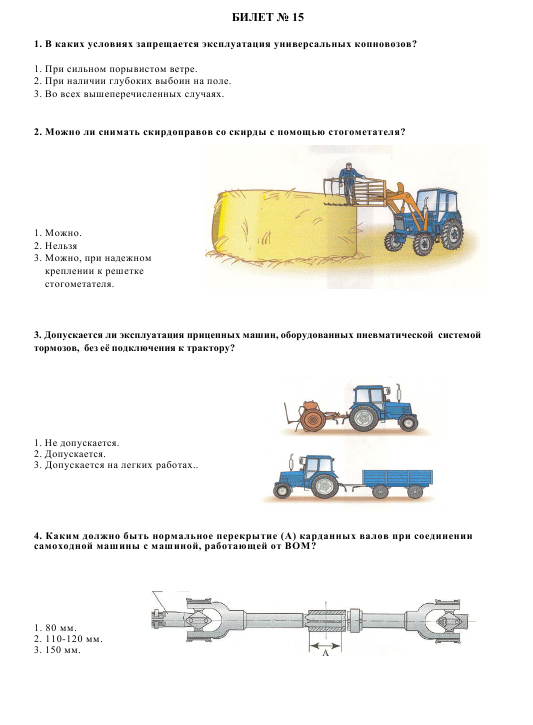 БИЛЕТ № 15
1. В каких условиях запрещается эксплуатация универсальных копновозов?
1. При сильном порывистом ветре.
2. При наличии глубоких выбоин на поле.
3. Во всех вышеперечисленных случаях.
2. Можно ли снимать скирдоправов со скирды с помощью стогометателя?
1. Можно.
2. Нельзя
3. Можно, при надежном
креплении к решетке
стогометателя.
3. Допускается ли эксплуатация прицепных машин, оборудованных пневматической системой
тормозов, без её подключения к трактору?
1. Не допускается.
2. Допускается.
3. Допускается на легких работах..
4. Каким должно быть нормальное перекрытие (А) карданных валов при соединении
самоходной машины с машиной, работающей от ВОМ?
1. 80 мм.
2. 110-120 мм.
3. 150 мм.
А